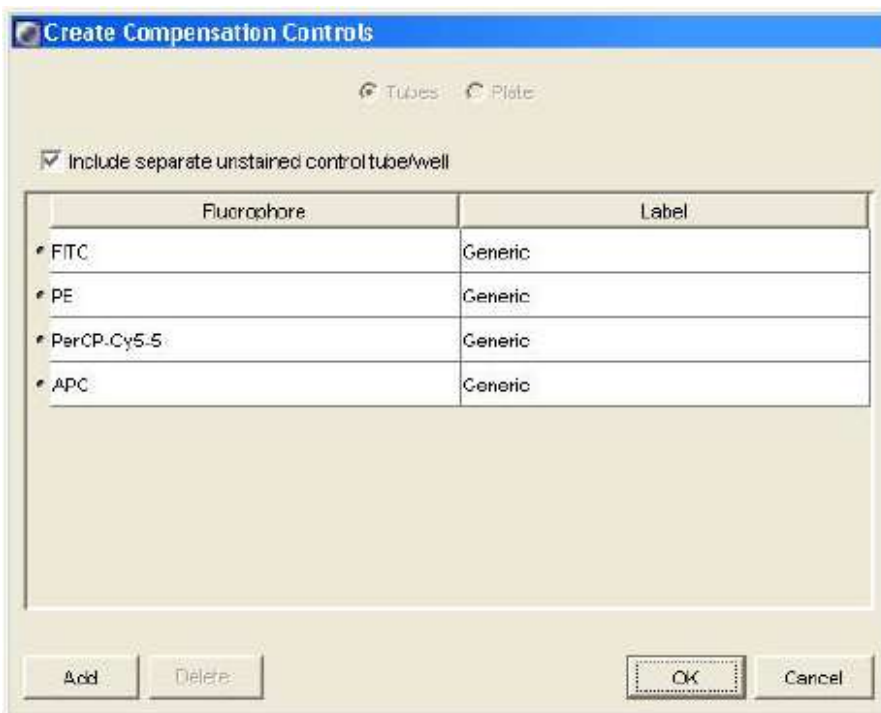 Create Compensation Controls
Tubes Plate
Include separate unstained control tube/well
Fluorophore Label
FITC Generic
PE Generic
PerCP-Cy5-5 Generic
APC Generic
Add Delete OK Cancel